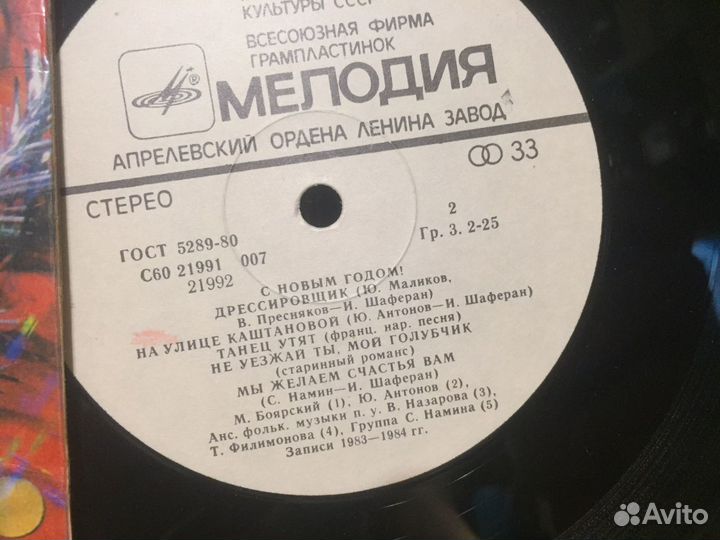 КУЛЬТУРЫ СССР
ВСЕСОЮЗНАЯ ФИРМА
ГРАМПЛАСТИНОК
® МЕЛОДИЯ
АПРЕЛЕВСКИЙ ОРДЕНА ЛЕНИНА ЗАВОД
СТЕРЕО
33
ГОСТ 5289-80
2
С60 21991 007
Гр. 3. 2-25
21992
С НОВЫМ ГОДОМ!
ДРЕССИРОВЩИК (Ю. Маликов,
В. Пресняков—И. Шаферан)
НА УЛИЦЕ КАШТАНОВОЙ (Ю. Антонов—И. Шаферан)
ТАНЕЦ УТЯТ (франц. нар. песня)
НЕ УЕЗЖАЙ ТЫ, МОЙ ГОЛУБЧИК
(старинный романс)
МЫ ЖЕЛАЕМ СЧАСТЬЯ ВАМ
(С. Намин—И. Шаферан)
М. Боярский (1), Ю. Антонов (2),
Анс. фольк. музыки п. у. В. Назарова (3),
Т. Филимонова (4), Группа С. Намина (5)
Записи 1983—1984 гг.
Avito